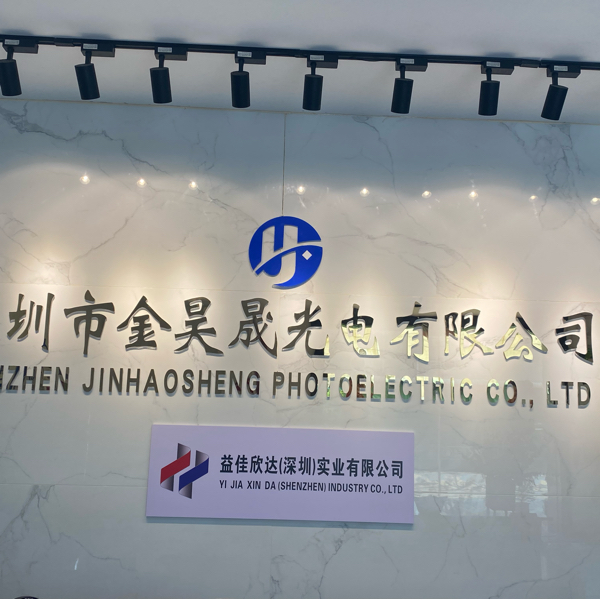 圳市金昊晟光电有限公司
ZHEN JINHAOSHENG PHOTOELECTRIC CO., LTD
益佳欣达(深圳)实业有限公司
YI JIA XIN DA (SHENZHEN) INDUSTRY CO., LTD